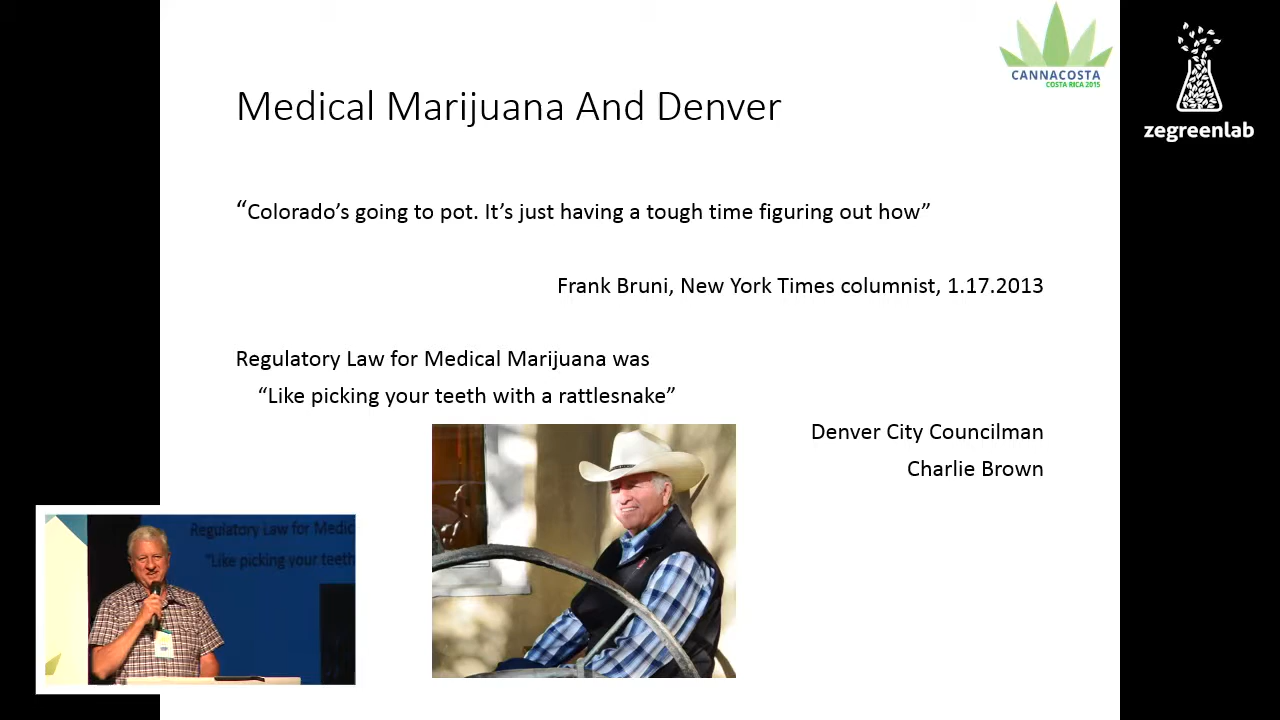 CANNACOSTA
COSTA RICA 2015
zegreenlab
Medical Marijuana And Denver
“Colorado’s going to pot. It’s just having a tough time figuring out how”
Frank Bruni, New York Times columnist, 1.17.2013
Regulatory Law for Medical Marijuana was
“Like picking your teeth with a rattlesnake”
Denver City Councilman
Charlie Brown
Regulatory Law for Medic
"Like picking your teeth